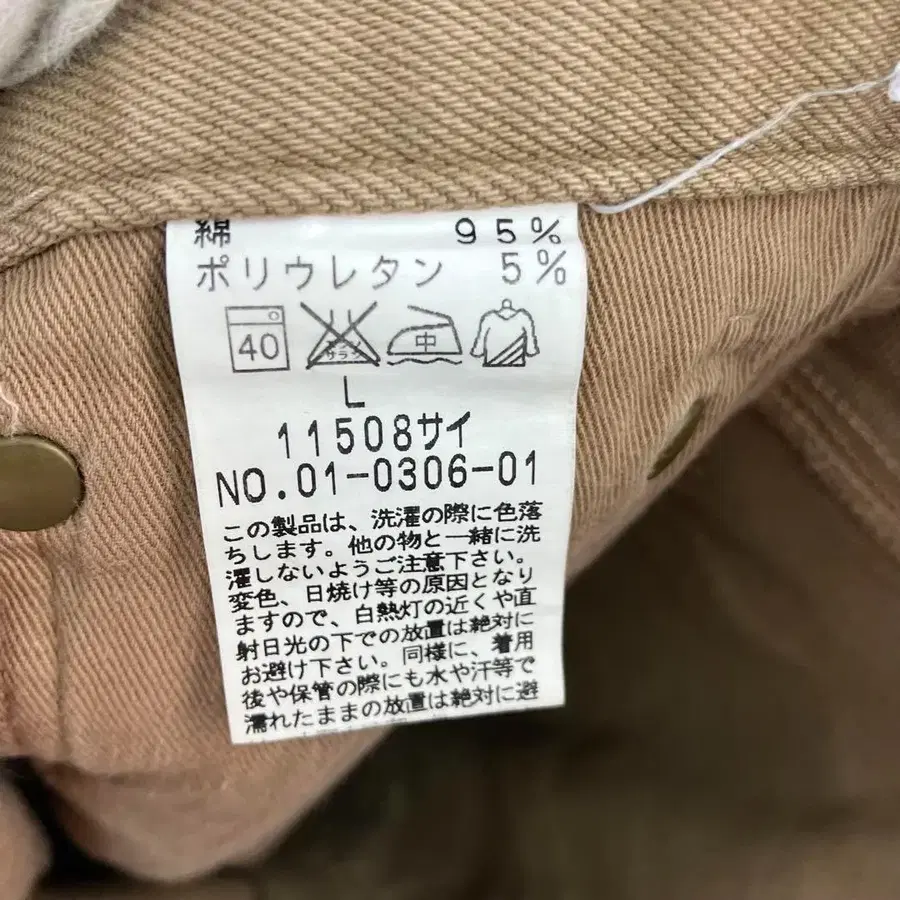 綿 95%
ポリウレタン 5%
40 エンソ サラシ 中
L
11508サイ
NO.01-0306-01
この製品は、洗濯の際に色落
ちします。他の物と一緒に洗
濯しないようご注意下さい。
変色、日焼け等の原因となり
ますので、白熱灯の近くや直
射日光の下での放置は絶対に
お避け下さい。同様に、着用
後や保管の際にも水や汗等で
濡れたままの放置は絶対に避